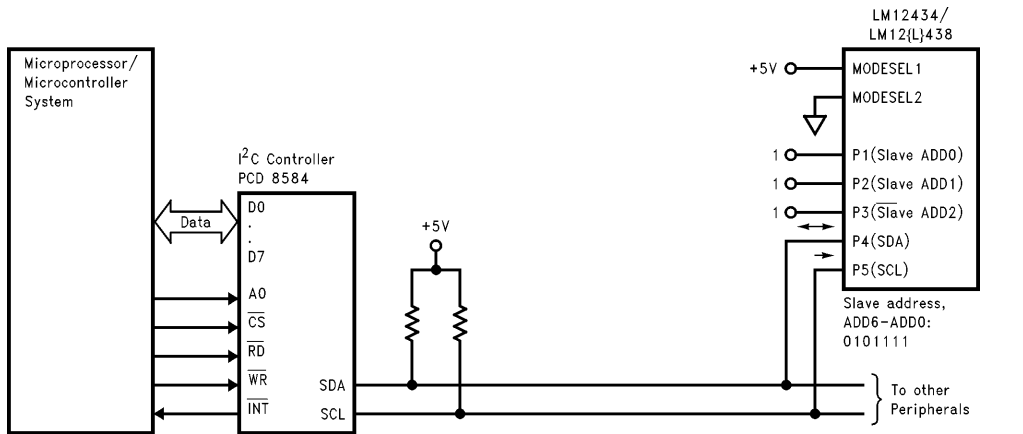 LM12434/
LM12{L}438
Microprocessor/
Microcontroller
System
+5V
MODESEL1
MODESEL2
I²C Controller
PCD 8584
1
P1(Slave ADD0)
1
P2(Slave ADD1)
1
P3(Slave ADD2)
D0
.
.
D7
Data
+5V
P4(SDA)
P5(SCL)
A0
CS
RD
WR
INT
SDA
SCL
Slave address,
ADD6-ADD0:
0101111
To other
Peripherals